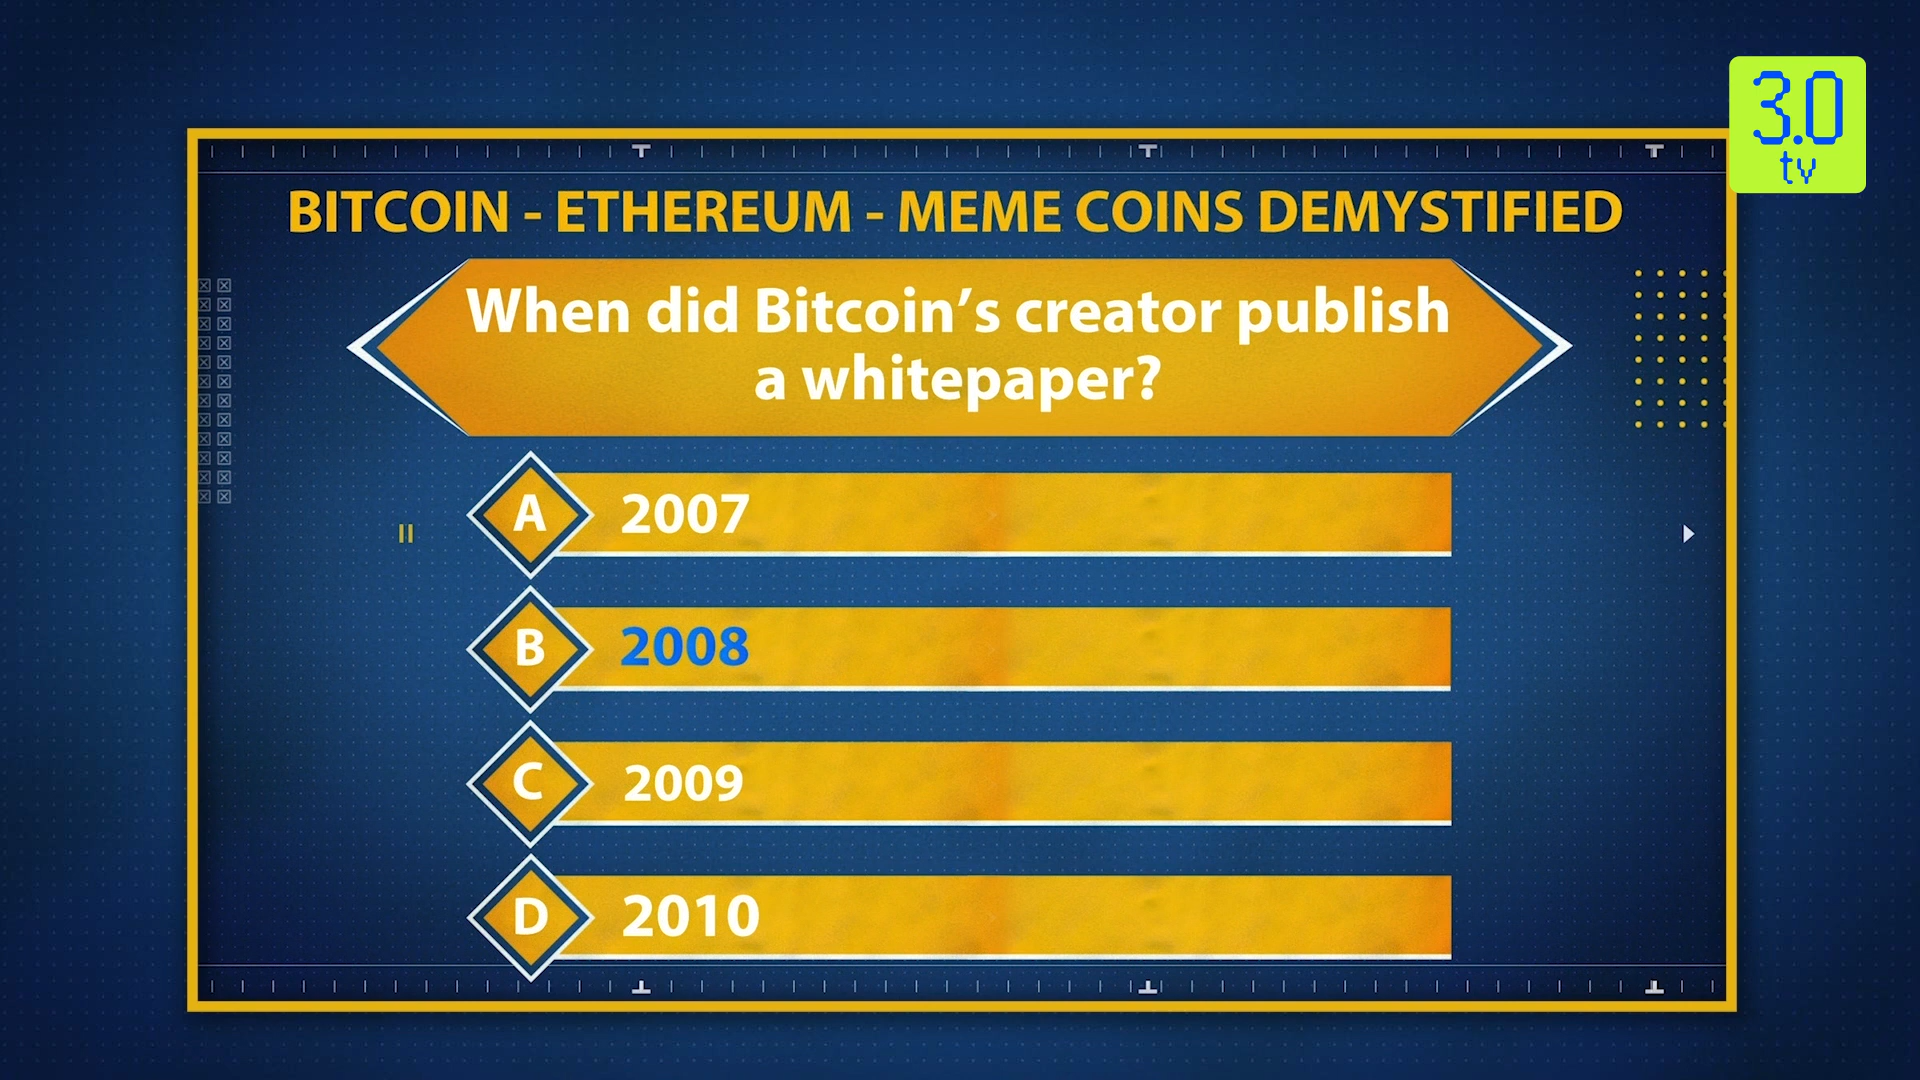 3.0
tv
BITCOIN - ETHEREUM - MEME COINS DEMYSTIFIED
When did Bitcoin’s creator publish
a whitepaper?
A 2007
B 2008
C 2009
D 2010